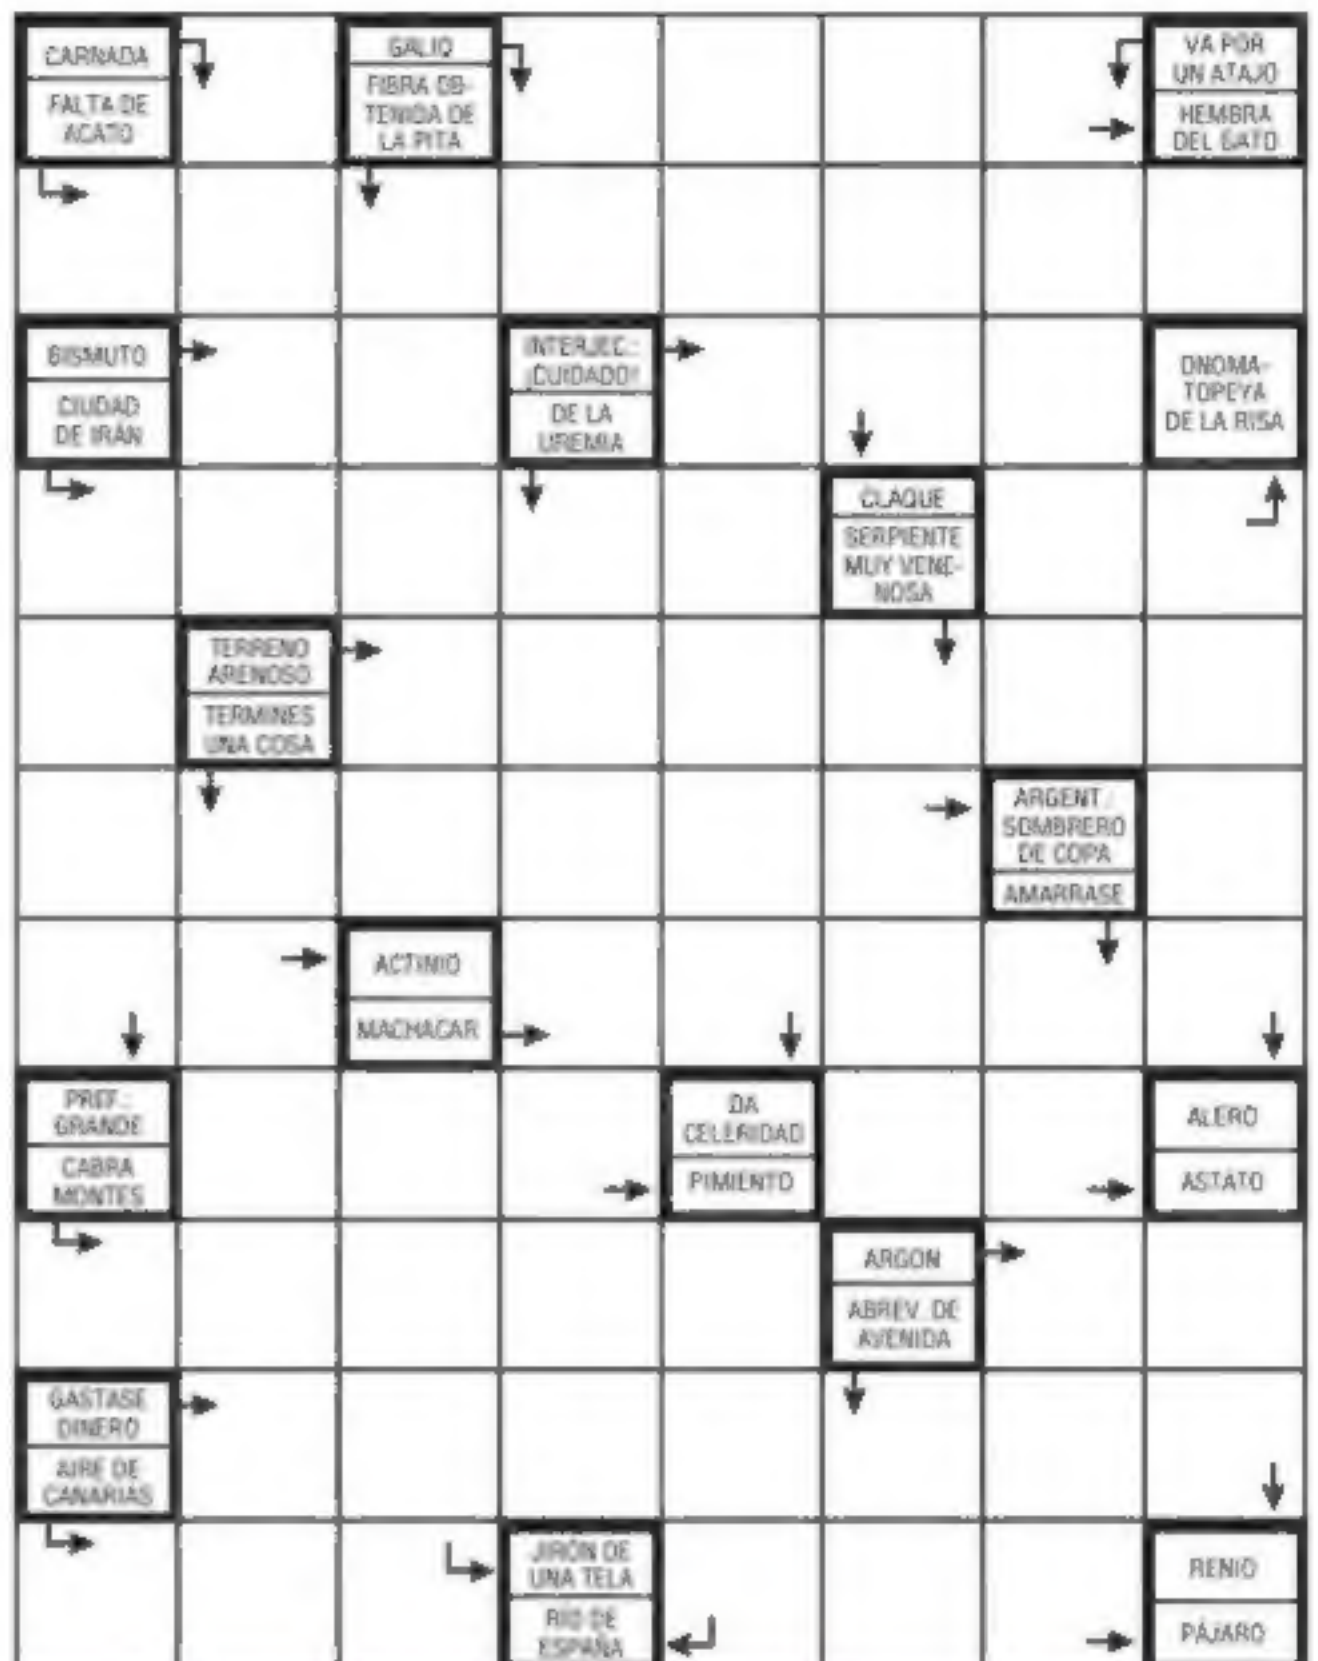 CARNADA
FALTA DE
ACATO
GALIO
FIBRA OB-
TENIDA DE
LA PITA
VA POR
UN ATAJO
HEMBRA
DEL GATO
BISMUTO
CIUDAD
DE IRÁN
INTERJEC.:
¡CUIDADO!
DE LA
UREMIA
ONOMA-
TOPEYA
DE LA RISA
CLAQUE
SERPIENTE
MUY VENE-
NOSA
TERRENO
ARENOSO
TERMINES
UNA COSA
ARGENT.:
SOMBRERO
DE COPA
AMARRASE
ACTINIO
MACHACAR
PREF.:
GRANDE
CABRA
MONTES
DA
CELERIDAD
PIMIENTO
ALERO
ASTATO
ARGON
ABREV. DE
AVENIDA
GASTASE
DINERO
AIRE DE
CANARIAS
JIRÓN DE
UNA TELA
RÍO DE
ESPAÑA
RENIO
PÁJARO